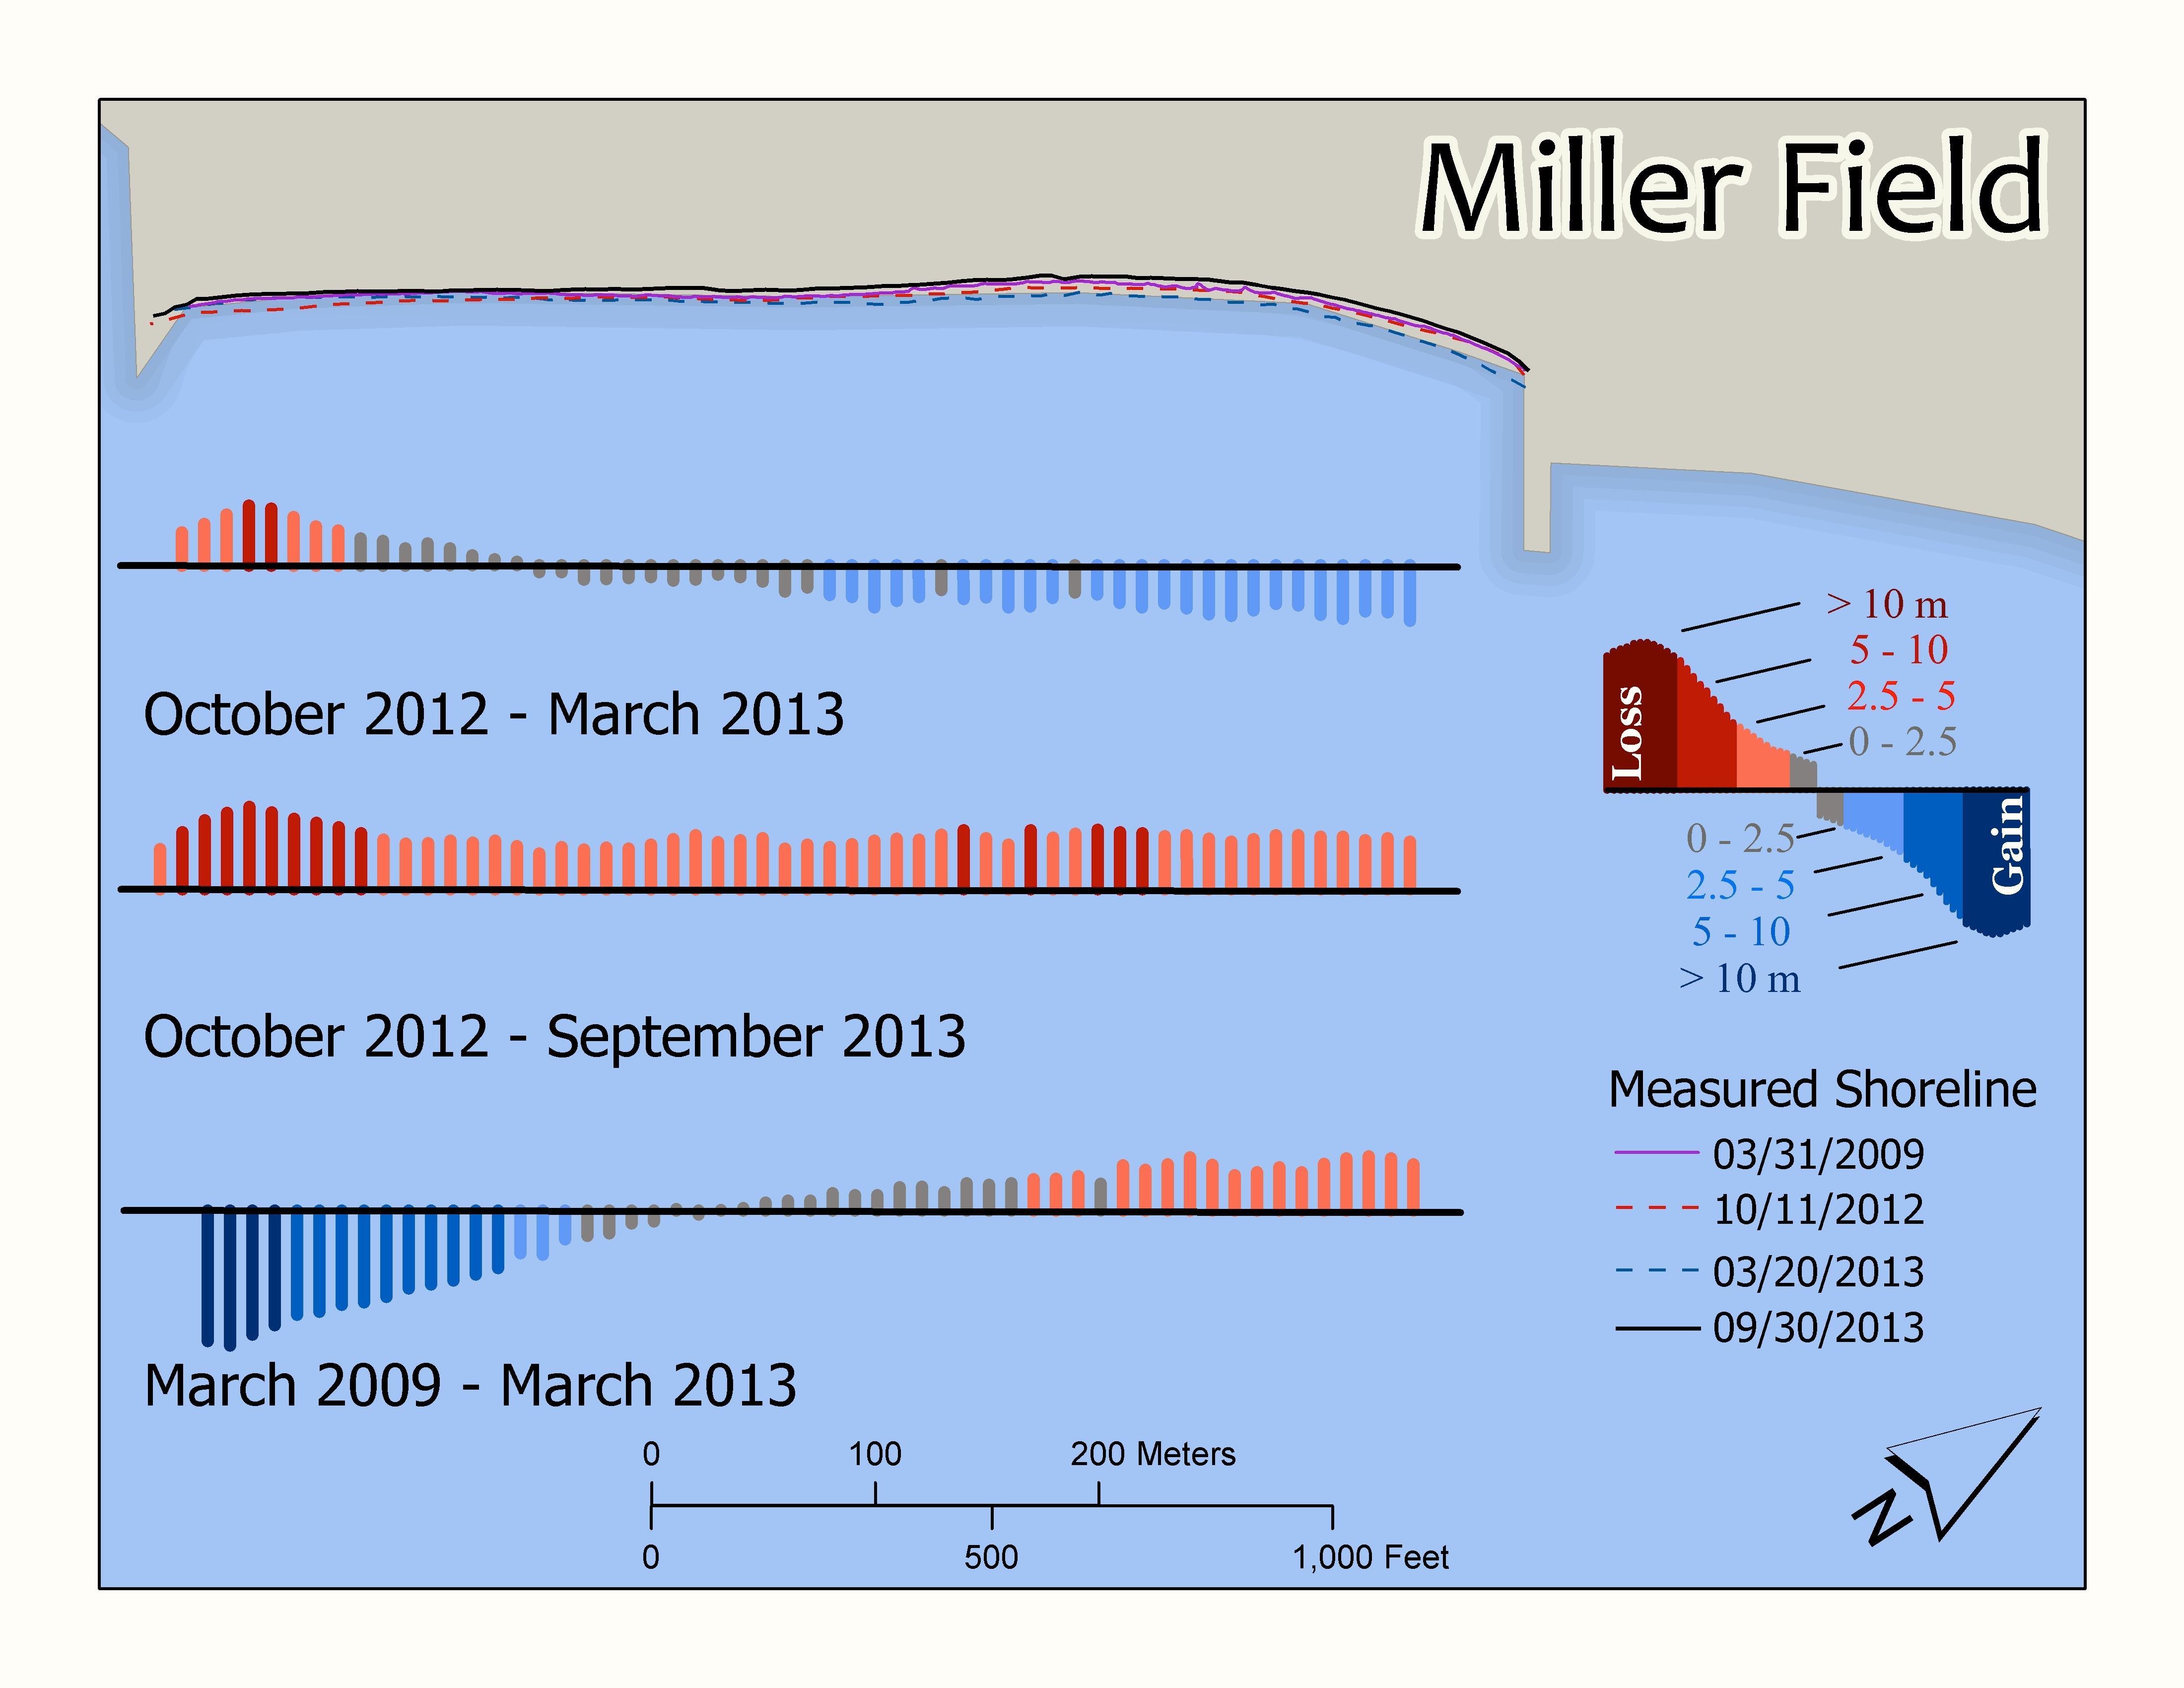 Miller Field
October 2012 - March 2013
October 2012 - September 2013
March 2009 - March 2013
Loss
> 10 m
5 - 10
2.5 - 5
0 - 2.5
Gain
0 - 2.5
2.5 - 5
5 - 10
> 10 m
Measured Shoreline
03/31/2009
10/11/2012
03/20/2013
09/30/2013
0 100 200 Meters
0 500 1,000 Feet
N